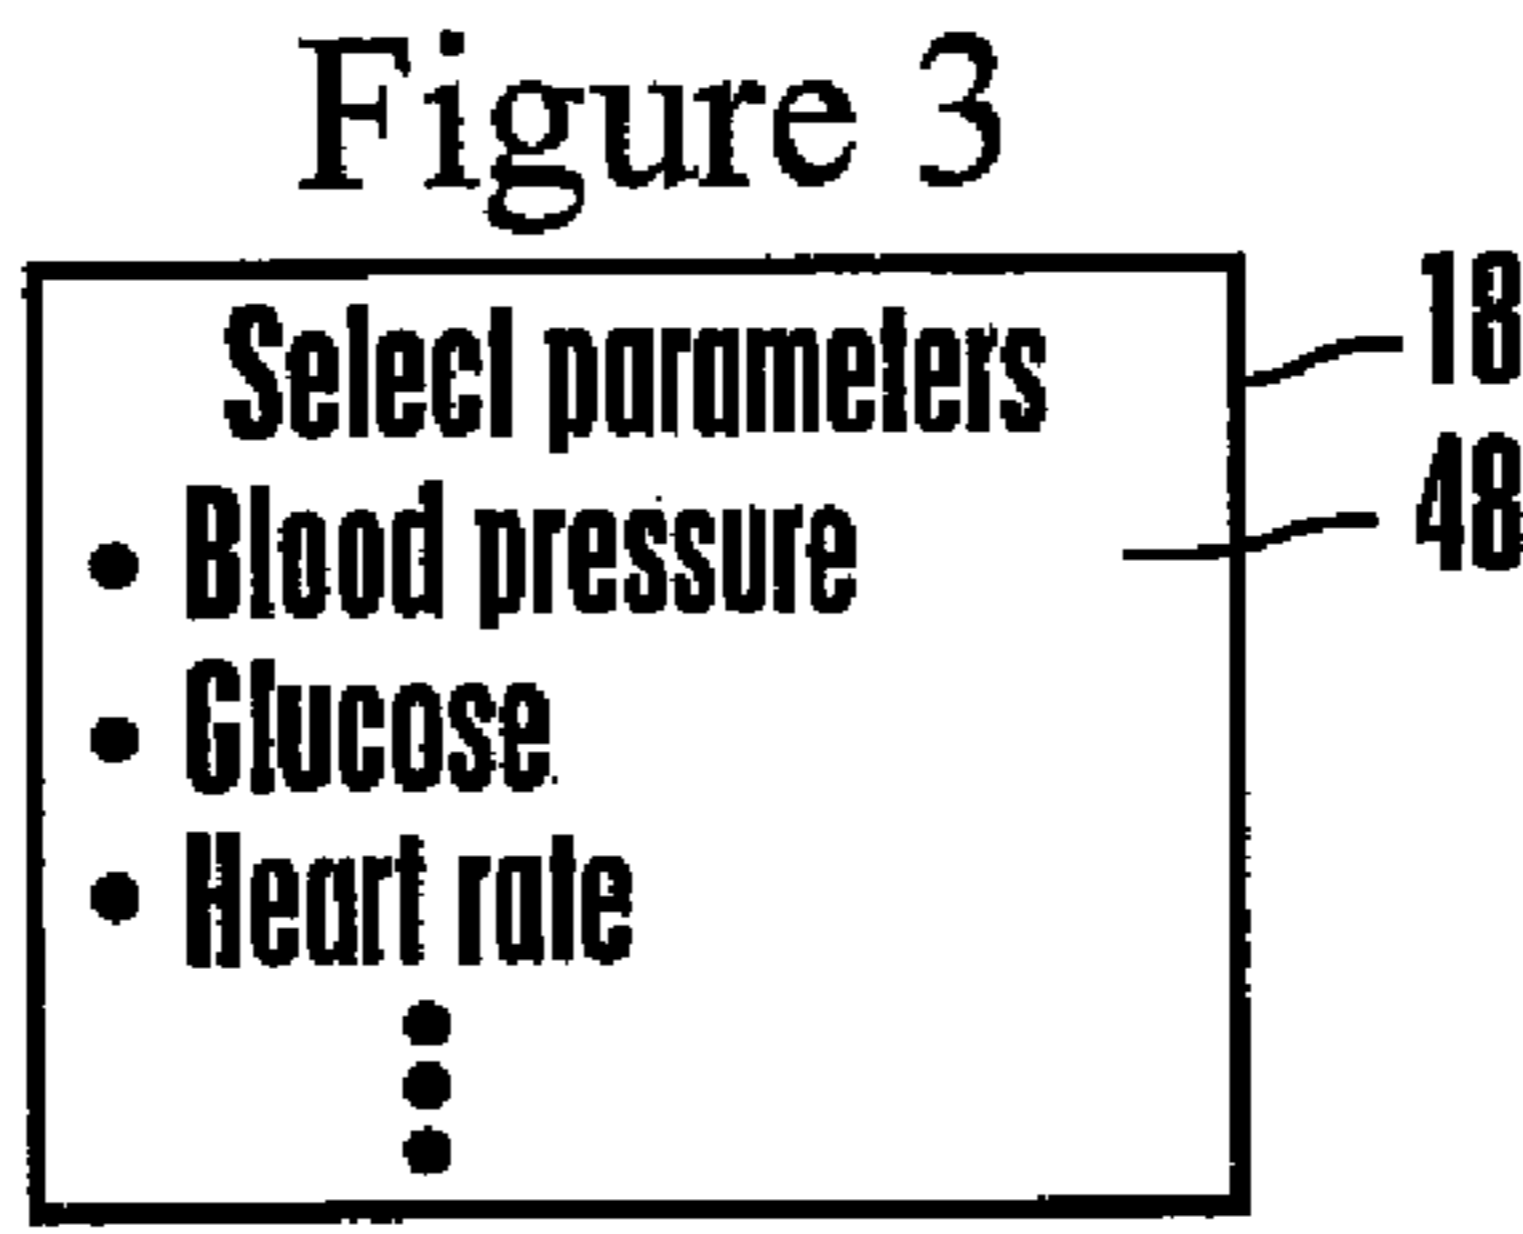 Figure 3
Select parameters
18
• Blood pressure
48
• Glucose
• Heart rate